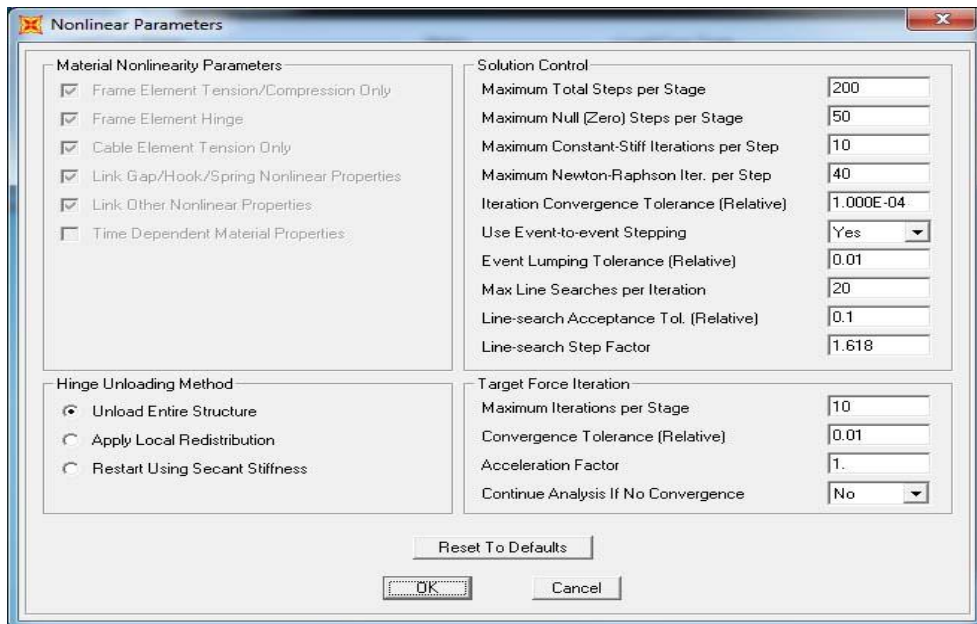 Nonlinear Parameters
Material Nonlinearity Parameters
Frame Element Tension/Compression Only
Frame Element Hinge
Cable Element Tension Only
Link Gap/Hook/Spring Nonlinear Properties
Link Other Nonlinear Properties
Time Dependent Material Properties
Hinge Unloading Method
Unload Entire Structure
Apply Local Redistribution
Restart Using Secant Stiffness
Solution Control
Maximum Total Steps per Stage 200
Maximum Null (Zero) Steps per Stage 50
Maximum Constant-Stiff Iterations per Step 10
Maximum Newton-Raphson Iter. per Step 40
Iteration Convergence Tolerance (Relative) 1.000E-04
Use Event-to-event Stepping Yes
Event Lumping Tolerance (Relative) 0.01
Max Line Searches per Iteration 20
Line-search Acceptance Tol. (Relative) 0.1
Line-search Step Factor 1.618
Target Force Iteration
Maximum Iterations per Stage 10
Convergence Tolerance (Relative) 0.01
Acceleration Factor 1.
Continue Analysis If No Convergence No
Reset To Defaults
OK Cancel